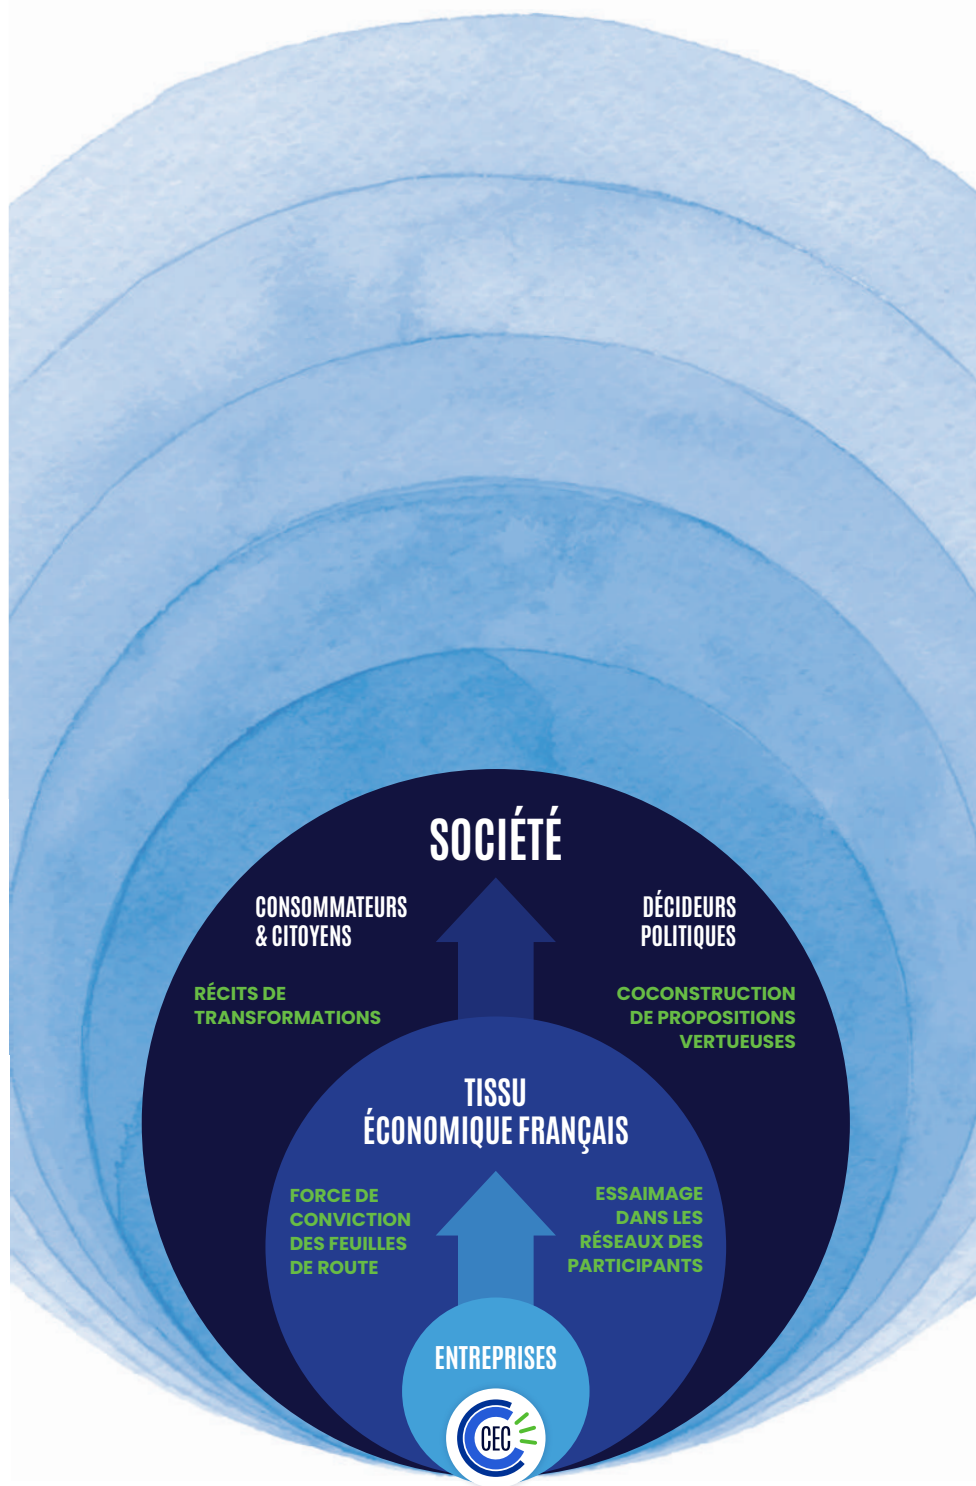 SOCIÉTÉ
CONSOMMATEURS
& CITOYENS
DÉCIDEURS
POLITIQUES
RÉCITS DE
TRANSFORMATIONS
COCONSTRUCTION
DE PROPOSITIONS
VERTUEUSES
TISSU
ÉCONOMIQUE FRANÇAIS
FORCE DE
CONVICTION
DES FEUILLES
DE ROUTE
ESSAIMAGE
DANS LES
RÉSEAUX DES
PARTICIPANTS
ENTREPRISES
CEC